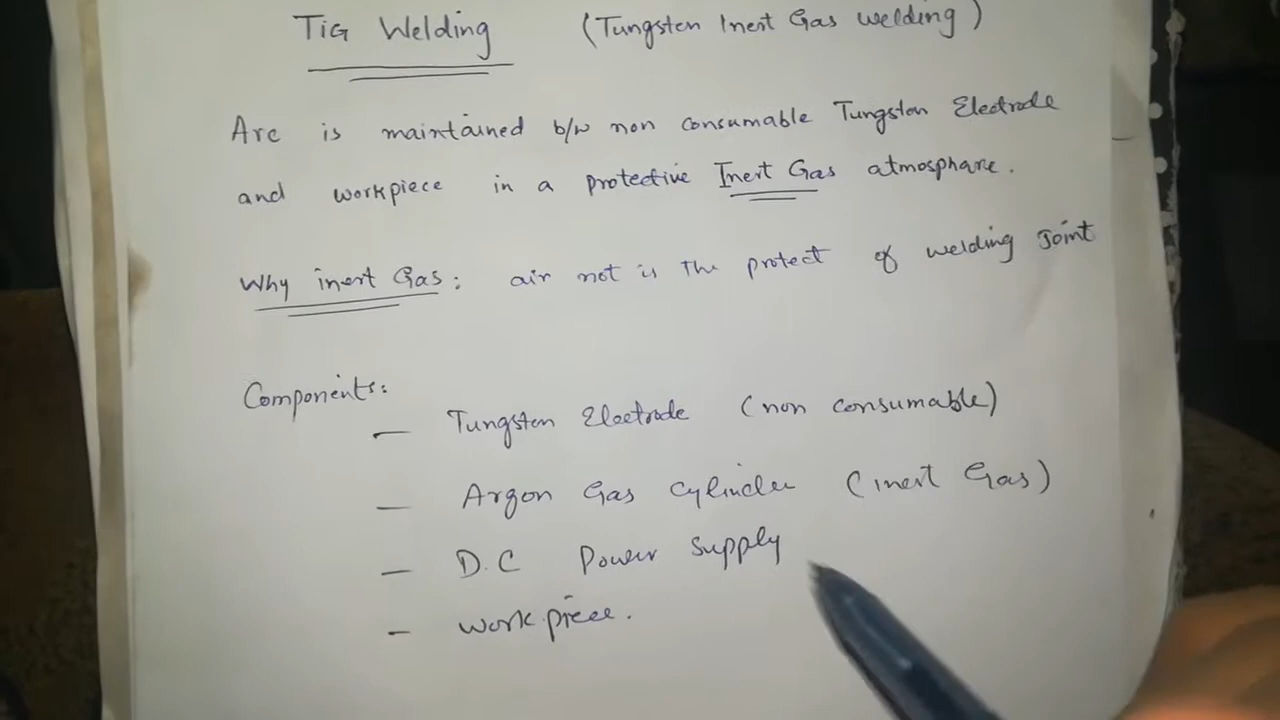 TIG Welding (Tungsten Inert Gas welding)
Arc is maintained b/w non consumable Tungsten Electrode
and workpiece in a protective Inert Gas atmosphare.
Why inert Gas: air not is The protect of welding Joint
Components:
— Tungsten Electrode (non consumable)
— Argon Gas Cylinder (inert Gas)
— D.C Power supply
— workpiece.